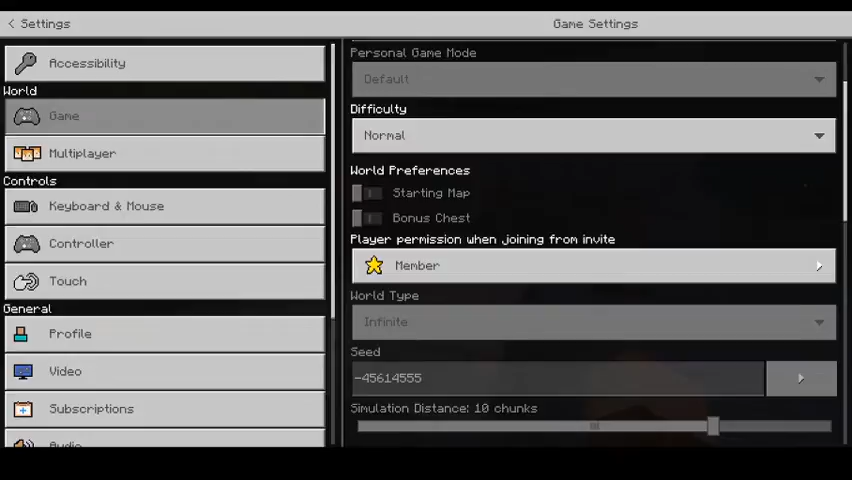 < Settings
Game Settings
Accessibility
World
Game
Multiplayer
Controls
Keyboard & Mouse
Controller
Touch
General
Profile
Video
Subscriptions
Audio
Personal Game Mode
Default
Difficulty
Normal
World Preferences
Starting Map
Bonus Chest
Player permission when joining from invite
Member
World Type
Infinite
Seed
-45614555
Simulation Distance: 10 chunks